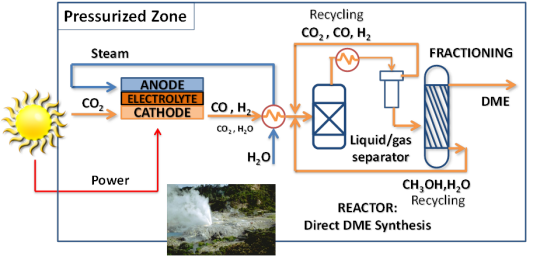 Pressurized Zone
Recycling
CO₂ , CO, H₂
Steam
FRACTIONING
ANODE
ELECTROLYTE
CATHODE
CO₂
CO, H₂
CO₂ , H₂O
DME
Liquid/gas
separator
H₂O
Power
CH₃OH,H₂O
Recycling
REACTOR:
Direct DME Synthesis